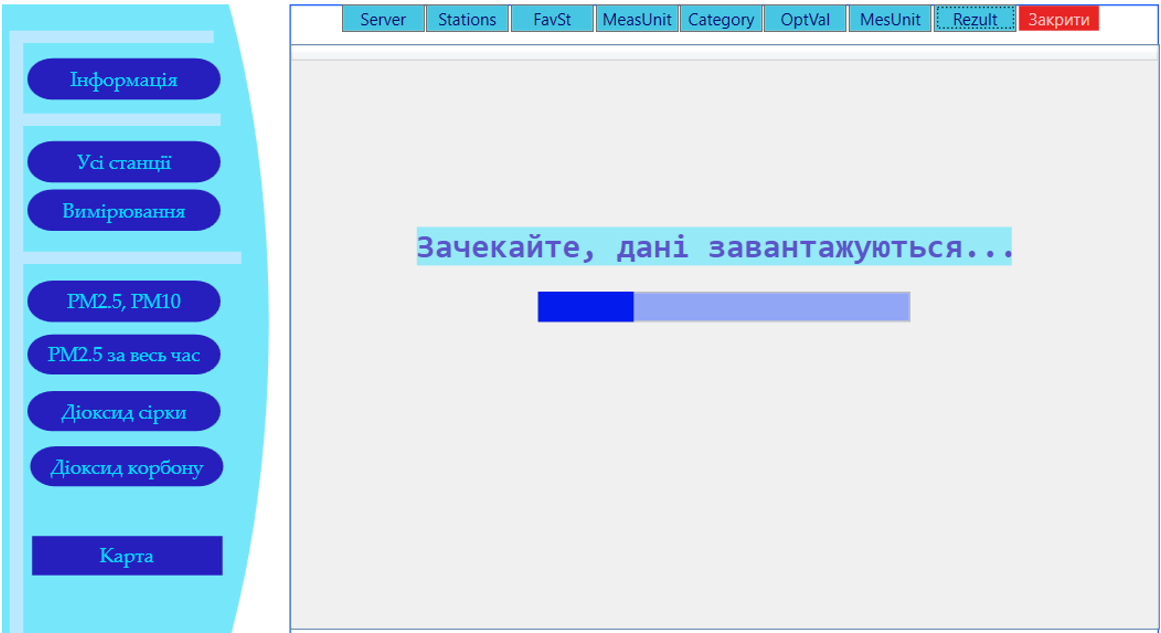 Server Stations FavSt MeasUnit Category OptVal MesUnit Rezult Закрити
Інформація
Усі станції
Вимірювання
PM2.5, PM10
PM2.5 за весь час
Діоксид сірки
Діоксид корбону
Карта
Зачекайте, дані завантажуються...